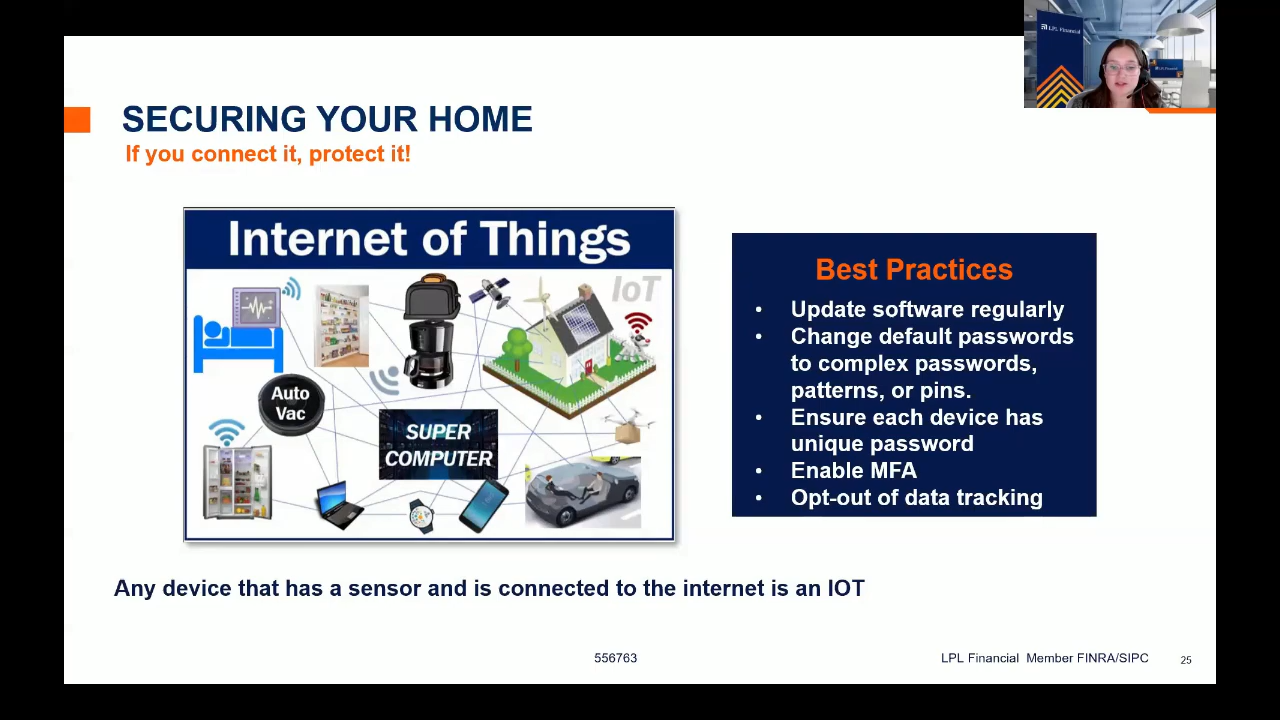 LPL Financial
SECURING YOUR HOME
If you connect it, protect it!
Internet of Things
IoT
Auto
Vac
SUPER
COMPUTER
Best Practices
• Update software regularly
• Change default passwords
to complex passwords,
patterns, or pins.
• Ensure each device has
unique password
• Enable MFA
• Opt-out of data tracking
Any device that has a sensor and is connected to the internet is an IOT
556763
LPL Financial Member FINRA/SIPC
25